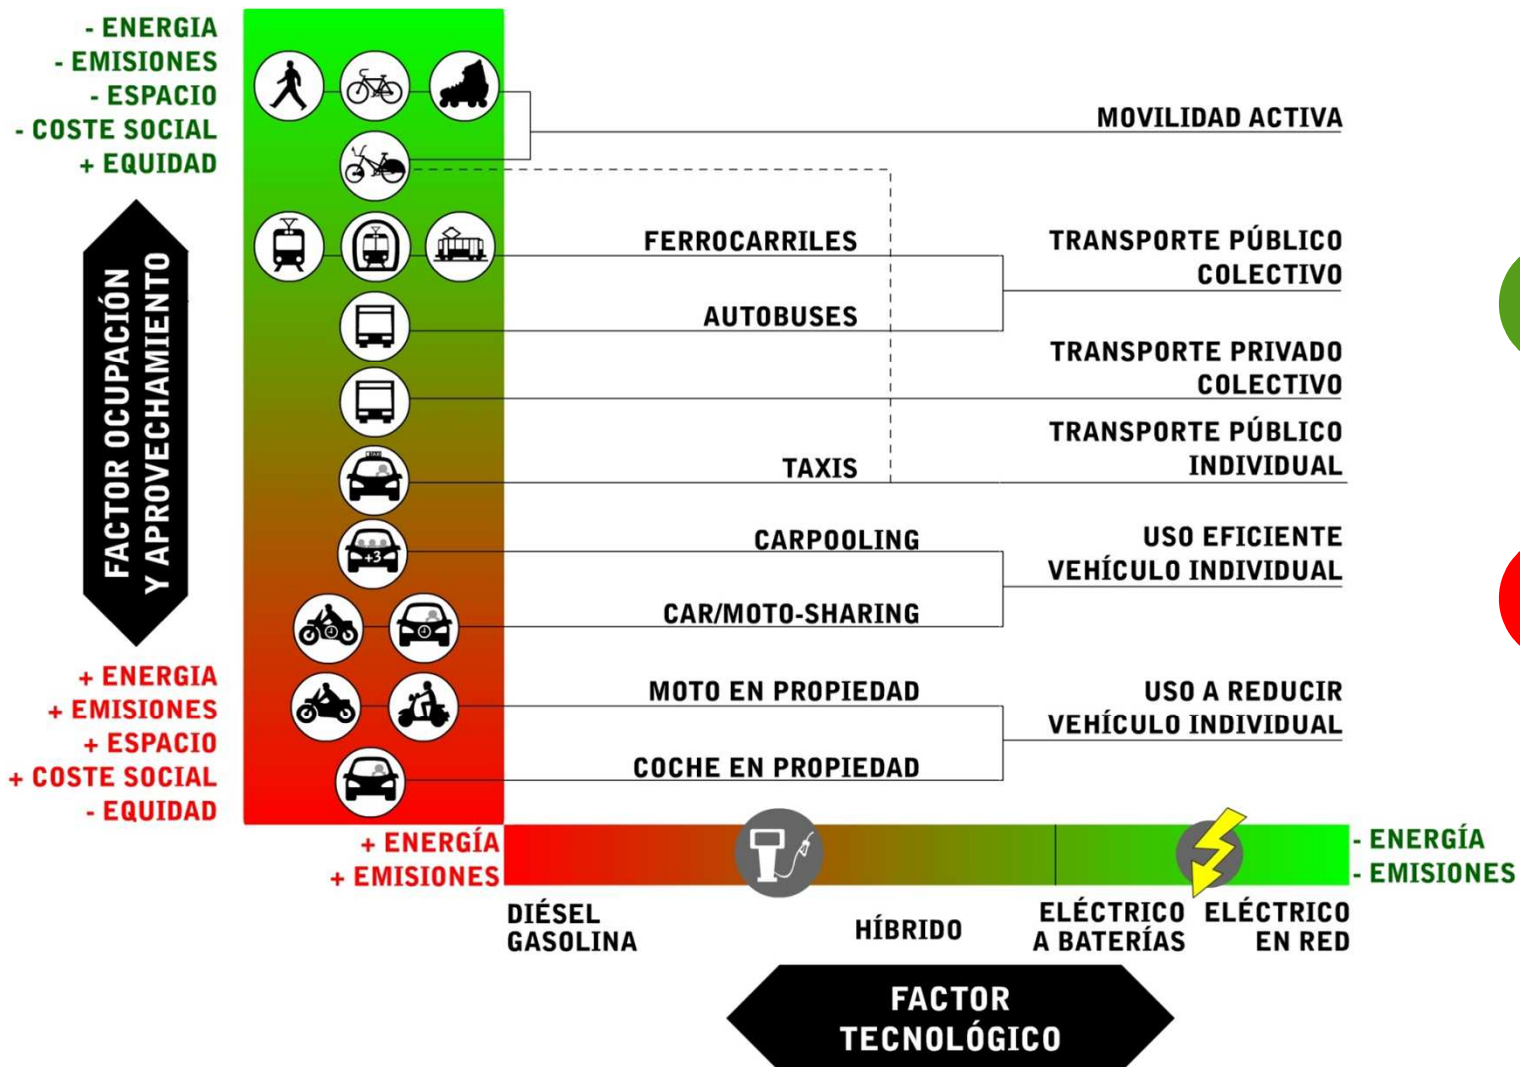 - ENERGIA
- EMISIONES
- ESPACIO
- COSTE SOCIAL
+ EQUIDAD
FACTOR OCUPACIÓN
Y APROVECHAMIENTO
+ ENERGIA
+ EMISIONES
+ ESPACIO
+ COSTE SOCIAL
- EQUIDAD
MOVILIDAD ACTIVA
FERROCARRILES
AUTOBUSES
TRANSPORTE PÚBLICO
COLECTIVO
TRANSPORTE PRIVADO
COLECTIVO
TAXI
TAXIS
TRANSPORTE PÚBLICO
INDIVIDUAL
+3
CARPOOLING
CAR/MOTO-SHARING
USO EFICIENTE
VEHÍCULO INDIVIDUAL
MOTO EN PROPIEDAD
COCHE EN PROPIEDAD
USO A REDUCIR
VEHÍCULO INDIVIDUAL
+ ENERGÍA
+ EMISIONES
- ENERGÍA
- EMISIONES
DIÉSEL
GASOLINA
HÍBRIDO
ELÉCTRICO
A BATERÍAS
ELÉCTRICO
EN RED
FACTOR
TECNOLÓGICO